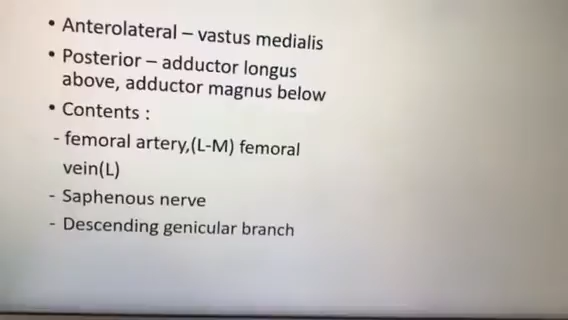 • Anterolateral – vastus medialis
• Posterior – adductor longus
above, adductor magnus below
• Contents :
- femoral artery,(L-M) femoral
vein(L)
- Saphenous nerve
- Descending genicular branch